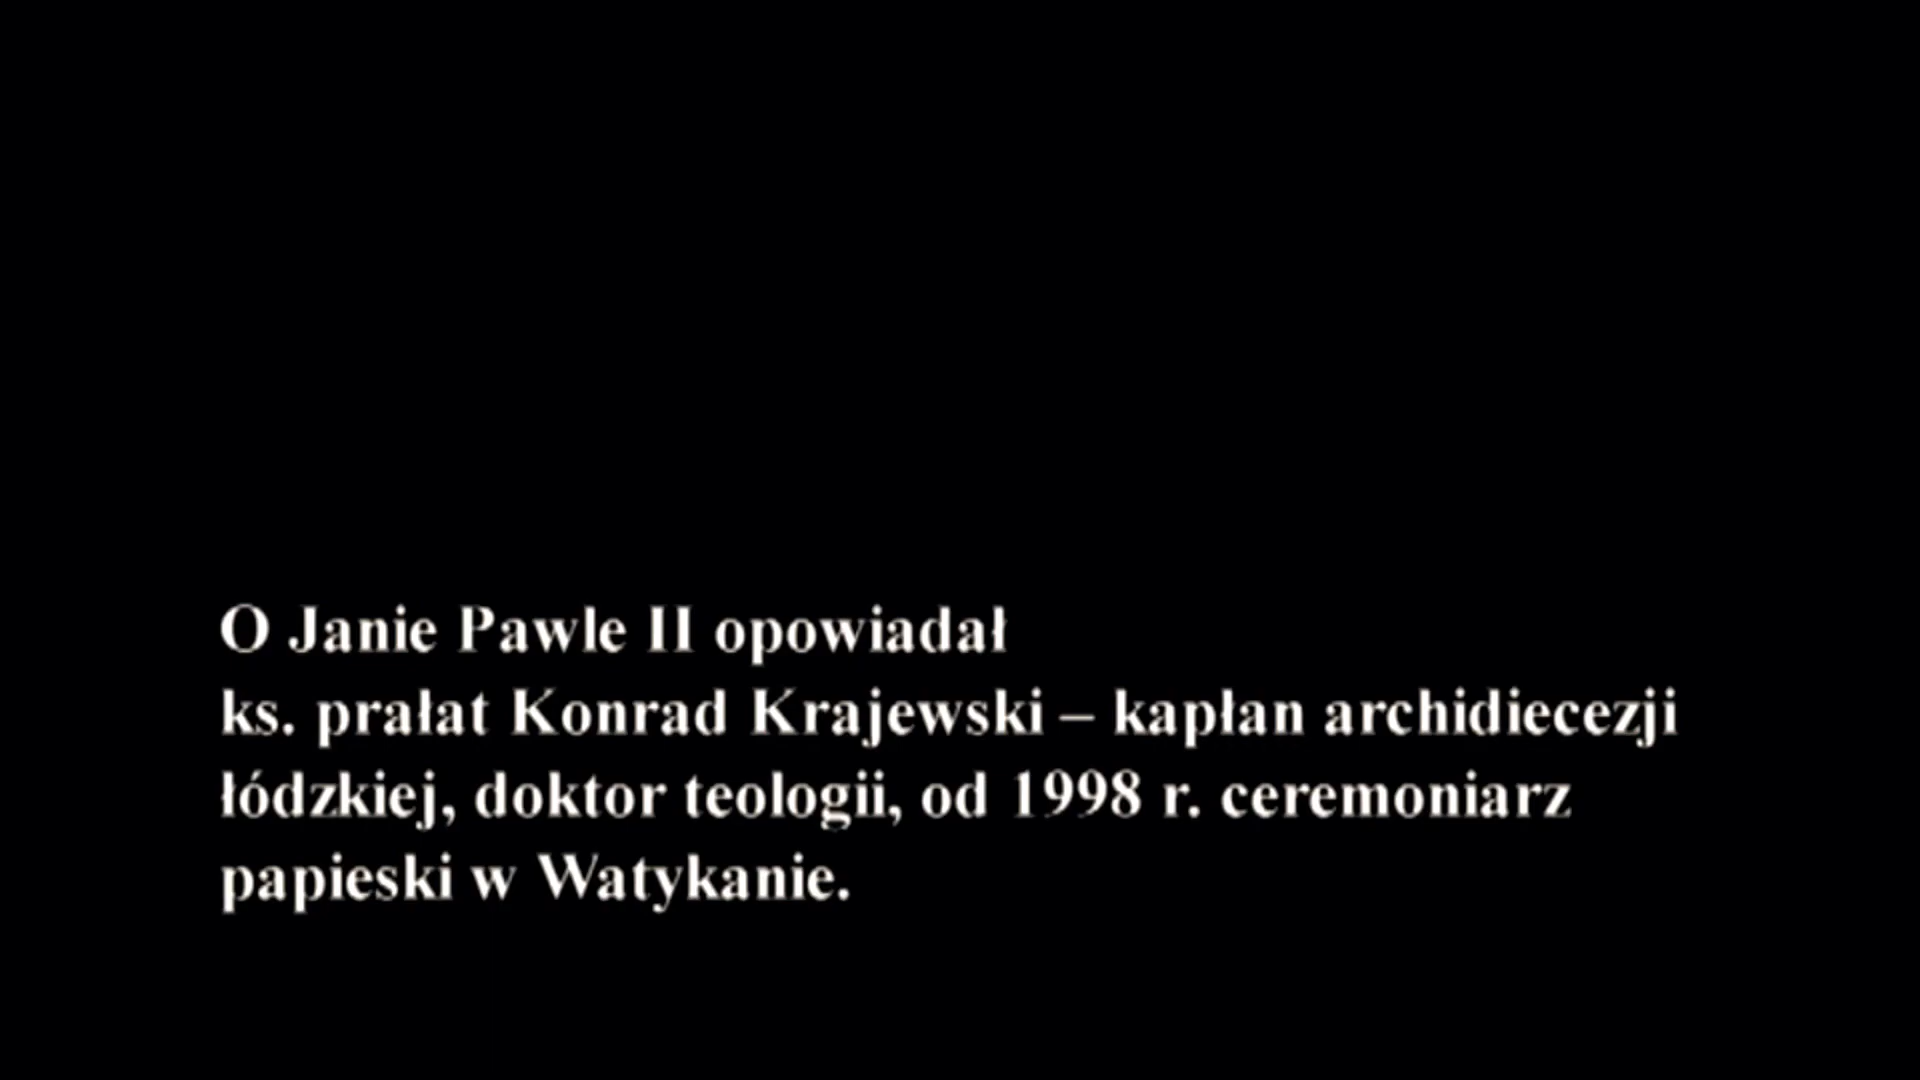 O Janie Pawle II opowiadał
ks. prałat Konrad Krajewski – kapłan archidiecezji
łódzkiej, doktor teologii, od 1998 r. ceremoniarz
papieski w Watykanie.